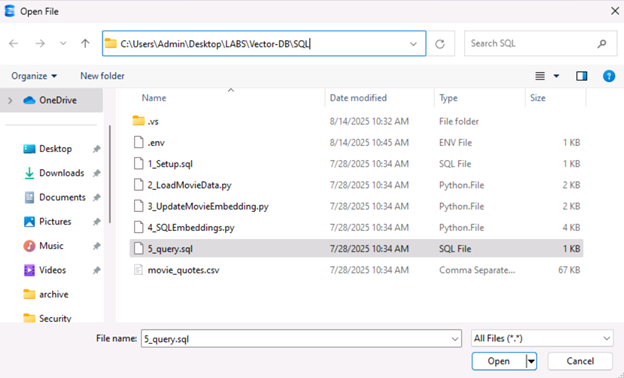 Open File
C:\Users\Admin\Desktop\LABS\Vector-DB\SQL
Search SQL
Organize New folder
OneDrive
Desktop
Downloads
Documents
Pictures
Music
Videos
archive
Security
Name Date modified Type Size
.vs 8/14/2025 10:32 AM File folder
.env 8/14/2025 10:45 AM ENV File 1 KB
1_Setup.sql 7/28/2025 10:34 AM SQL File 1 KB
2_LoadMovieData.py 7/28/2025 10:34 AM Python.File 2 KB
3_UpdateMovieEmbedding.py 7/28/2025 10:34 AM Python.File 2 KB
4_SQLEmbeddings.py 7/28/2025 10:34 AM Python.File 4 KB
5_query.sql 7/28/2025 10:34 AM SQL File 1 KB
movie_quotes.csv 7/28/2025 10:34 AM Comma Separate... 67 KB
File name: 5_query.sql All Files (*.*)
Open Cancel